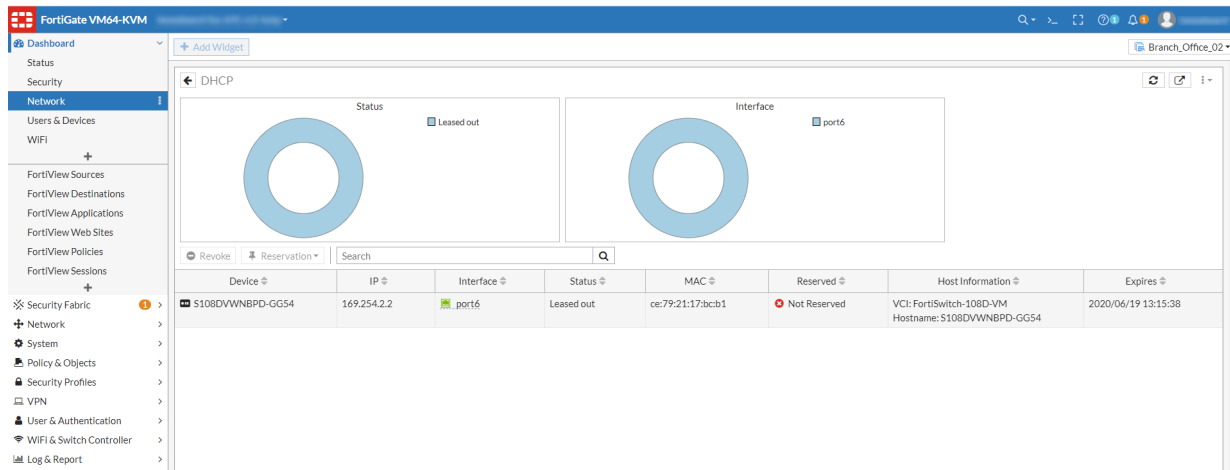 FortiGate VM64-KVM
Dashboard
Status
Security
Network
Users & Devices
WiFi
FortiView Sources
FortiView Destinations
FortiView Applications
FortiView Web Sites
FortiView Policies
FortiView Sessions
Security Fabric 1
Network
System
Policy & Objects
Security Profiles
VPN
User & Authentication
WiFi & Switch Controller
Log & Report
1
1
Add Widget
Branch_Office_02
DHCP
Status
Leased out
Interface
port6
Revoke Reservation Search
Device IP Interface Status MAC Reserved Host Information Expires
S108DVWNBPD-GG54 169.254.2.2 port6 Leased out ce:79:21:17:bc:b1 Not Reserved VCI: FortiSwitch-108D-VM 2020/06/19 13:15:38
Hostname: S108DVWNBPD-GG54